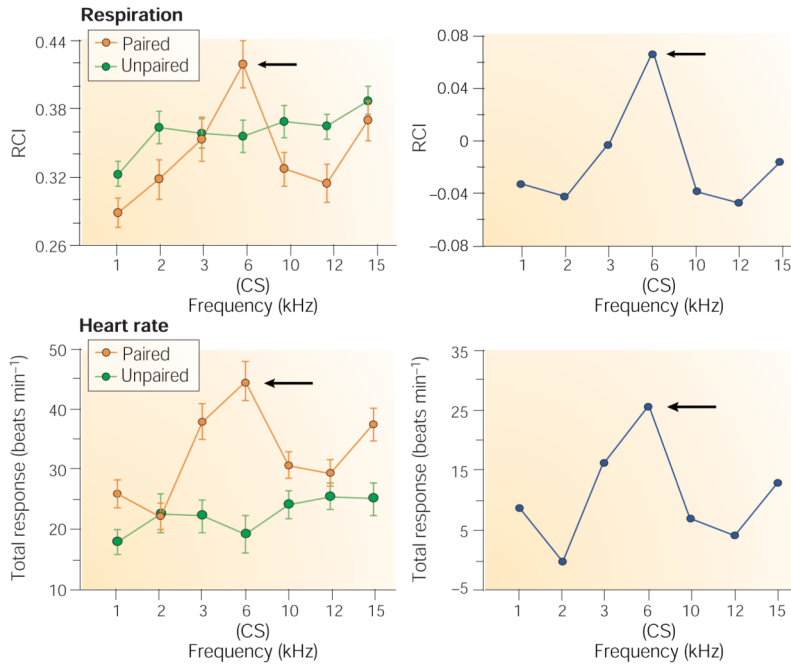 Respiration
0.44
0.38
0.32
0.26
RCI
Paired
Unpaired
1 2 3 6 10 12 15
(CS)
Frequency (kHz)
0.08
0.04
0
–0.04
–0.08
RCI
1 2 3 6 10 12 15
(CS)
Frequency (kHz)
Heart rate
50
40
30
20
10
Total response (beats min–1)
Paired
Unpaired
1 2 3 6 10 12 15
(CS)
Frequency (kHz)
35
25
15
5
–5
Total response (beats min–1)
1 2 3 6 10 12 15
(CS)
Frequency (kHz)